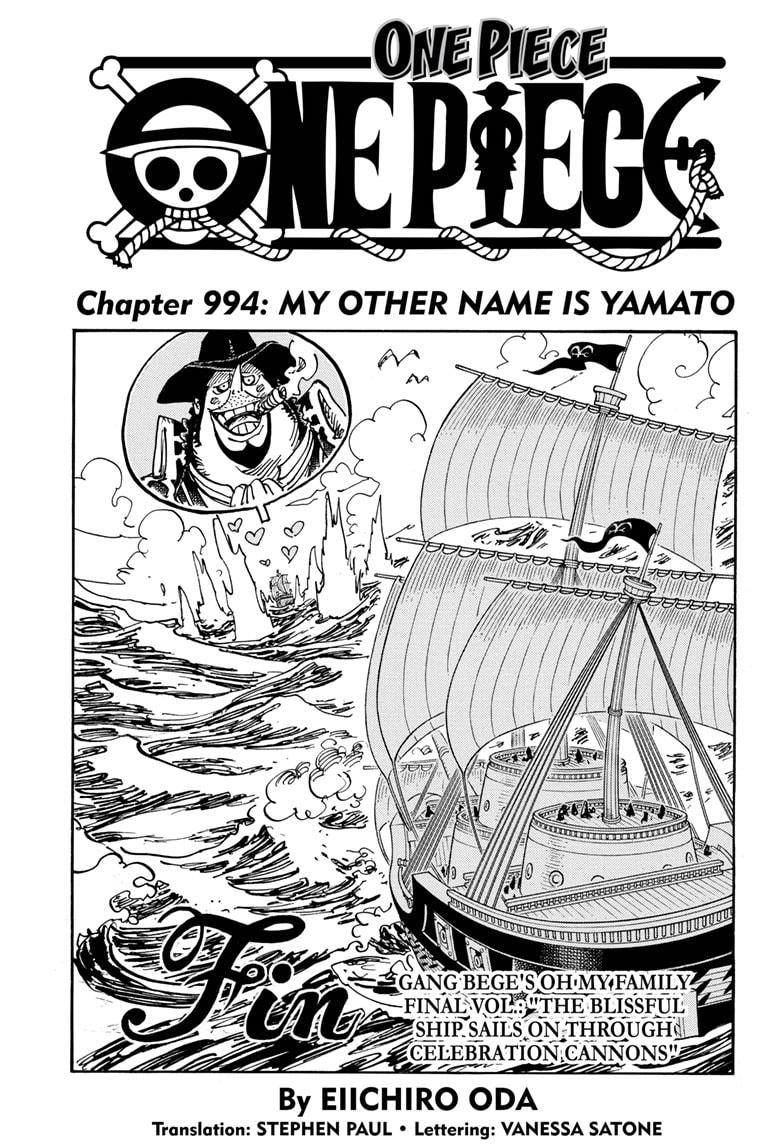 ONE PIECE
ONE PIECE
Chapter 994: MY OTHER NAME IS YAMATO
Fin
GANG BEGE'S OH MY FAMILY
FINAL VOL.: "THE BLISSFUL
SHIP SAILS ON THROUGH
CELEBRATION CANNONS"
By EIICHIRO ODA
Translation: STEPHEN PAUL • Lettering: VANESSA SATONE